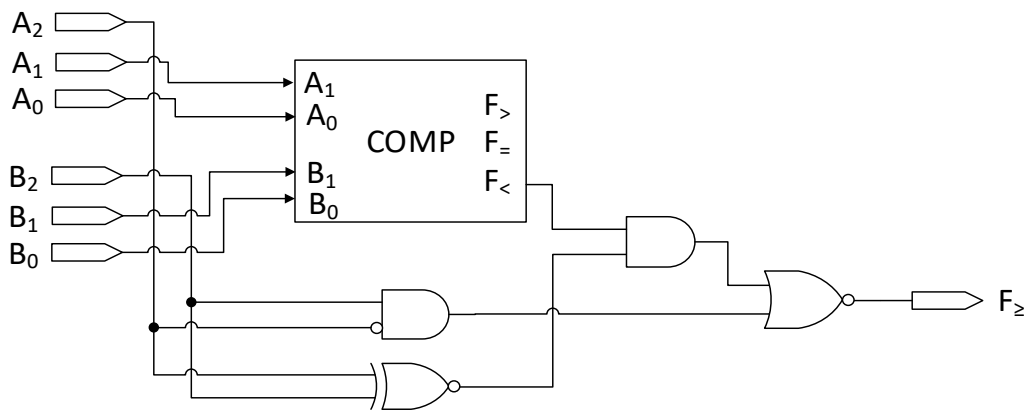 A₂
A₁
A₀
B₂
B₁
B₀
A₁
A₀
B₁
B₀
COMP
F>
F=
F<
F≥